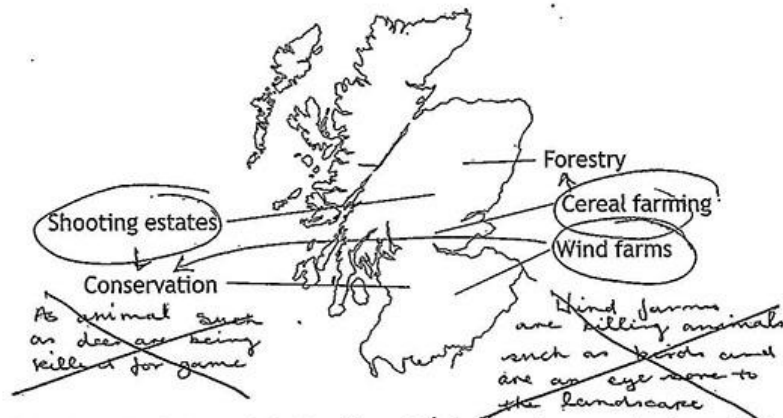 Forestry
Shooting estates
Cereal farming
Wind farms
Conservation
As animal such
as deer are being
killed for game
Wind farms
are killing animals
such as birds and
are an eye sore to
the landscape